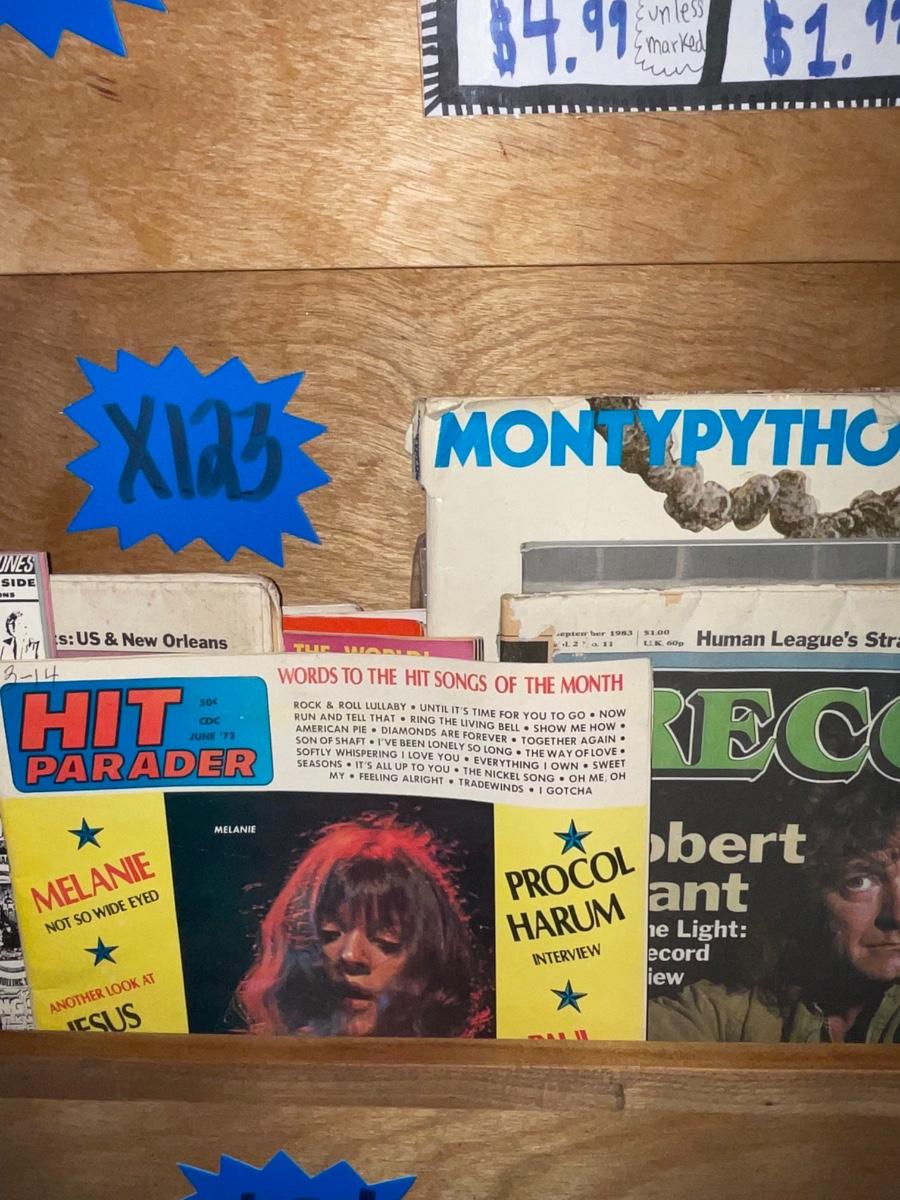 $4.99
unless
marked
$1.99
X123
MONTYPYTHO
ONES
SIDE
s: US & New Orleans
THE WORLD!
September 1983
$1.00
U.K. 60p
Human League's Stra
3-14
HIT
PARADER
50¢
CDC
JUNE '72
WORDS TO THE HIT SONGS OF THE MONTH
ROCK & ROLL LULLABY • UNTIL IT'S TIME FOR YOU TO GO • NOW
RUN AND TELL THAT • RING THE LIVING BELL • SHOW ME HOW •
AMERICAN PIE • DIAMONDS ARE FOREVER • TOGETHER AGAIN •
SON OF SHAFT • I'VE BEEN LONELY SO LONG • THE WAY OF LOVE •
SOFTLY WHISPERING I LOVE YOU • EVERYTHING I OWN • SWEET
SEASONS • IT'S ALL UP TO YOU • THE NICKEL SONG • OH ME, OH
MY • FEELING ALRIGHT • TRADEWINDS • I GOTCHA
MELANIE
MELANIE
NOT SO WIDE EYED
ANOTHER LOOK AT
JESUS
PROCOL
HARUM
INTERVIEW
PAUL
RECO
obert
ant
he Light:
ecord
iew